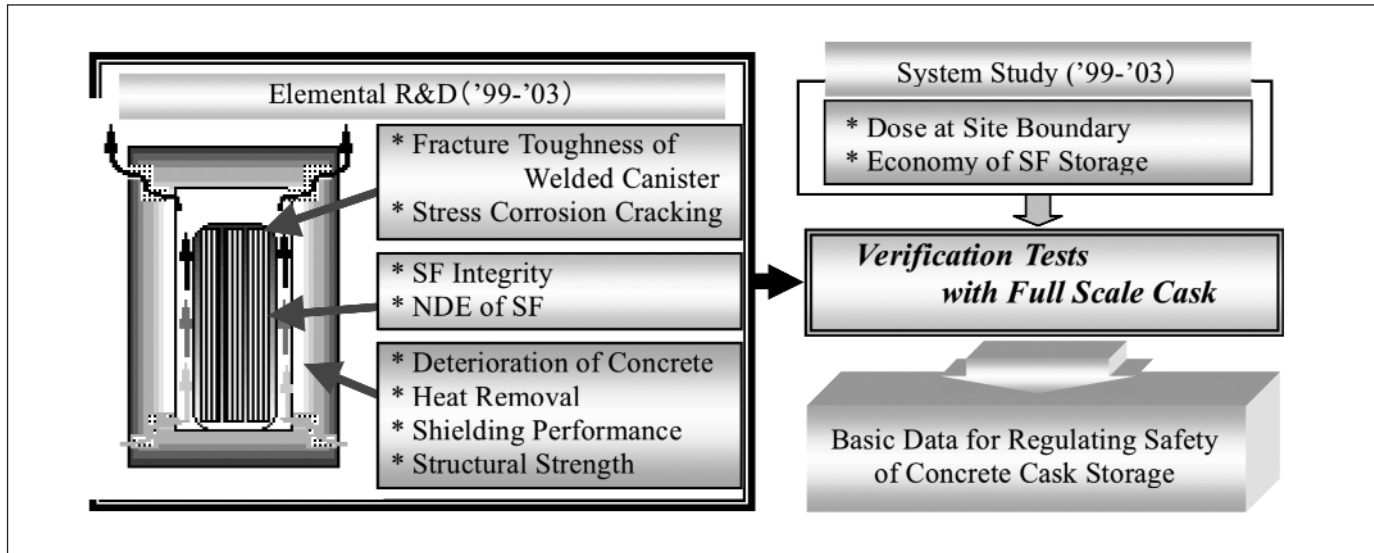 Elemental R&D（’99-’03）
* Fracture Toughness of
Welded Canister
* Stress Corrosion Cracking
* SF Integrity
* NDE of SF
* Deterioration of Concrete
* Heat Removal
* Shielding Performance
* Structural Strength
System Study (’99-’03）
* Dose at Site Boundary
* Economy of SF Storage
Verification Tests
with Full Scale Cask
Basic Data for Regulating Safety
of Concrete Cask Storage